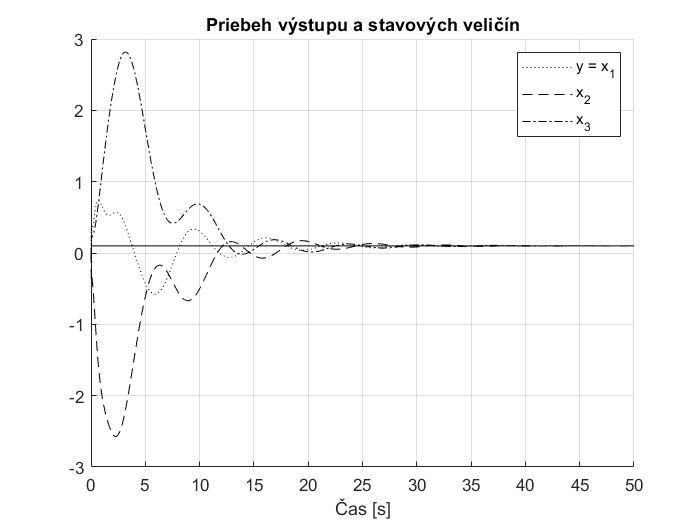 Priebeh výstupu a stavových veličín
3
2
1
0
-1
-2
-3
0 5 10 15 20 25 30 35 40 45 50
Čas [s]
y = x₁
x₂
x₃